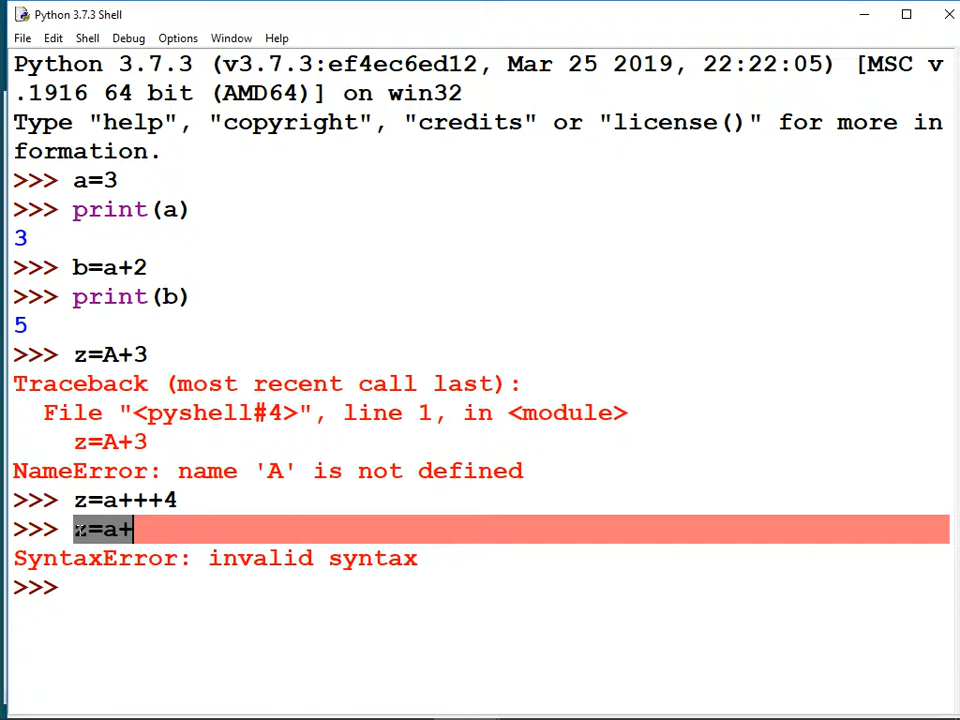 Python 3.7.3 Shell
File Edit Shell Debug Options Window Help
Python 3.7.3 (v3.7.3:ef4ec6ed12, Mar 25 2019, 22:22:05) [MSC v
.1916 64 bit (AMD64)] on win32
Type "help", "copyright", "credits" or "license()" for more in
formation.
>>> a=3
>>> print(a)
3
>>> b=a+2
>>> print(b)
5
>>> z=A+3
Traceback (most recent call last):
  File "<pyshell#4>", line 1, in <module>
    z=A+3
NameError: name 'A' is not defined
>>> z=a+++4
>>> z=a+
SyntaxError: invalid syntax
>>>